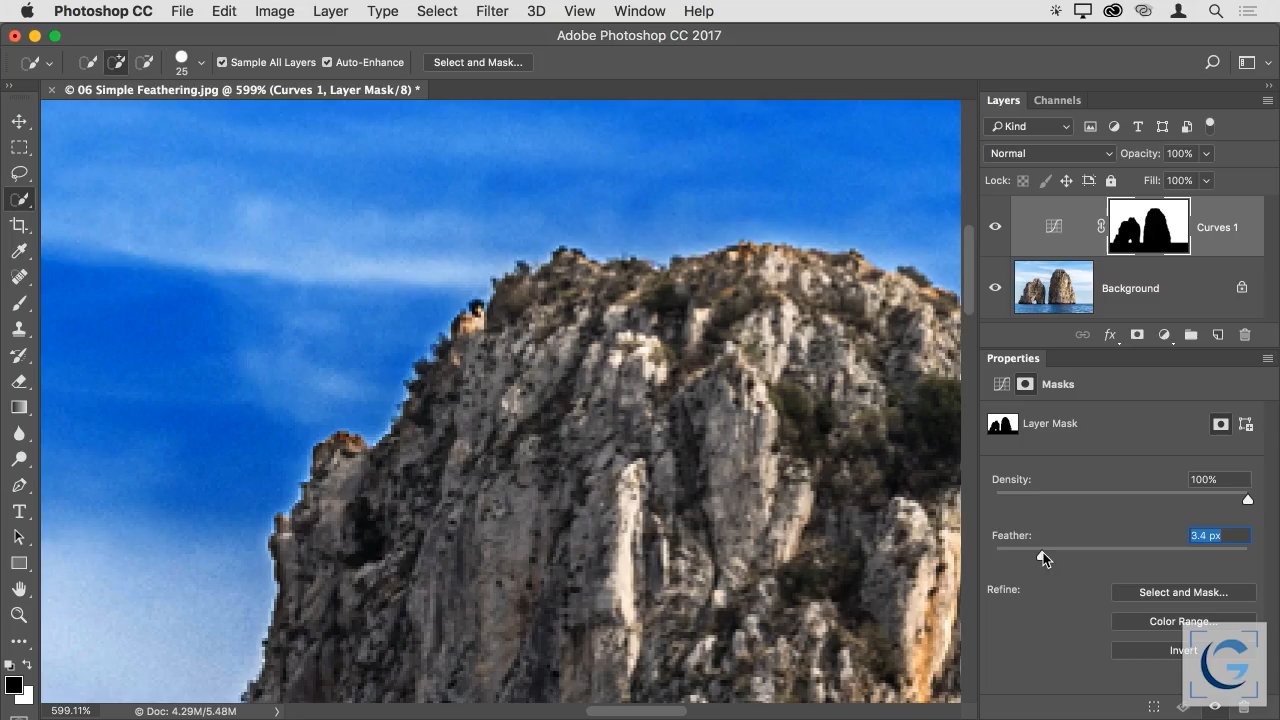 Photoshop CC File Edit Image Layer Type Select Filter 3D View Window Help
Adobe Photoshop CC 2017
25 Sample All Layers Auto-Enhance Select and Mask...
© 06 Simple Feathering.jpg @ 599% (Curves 1, Layer Mask/8) *
Layers Channels
Kind
Normal Opacity: 100%
Lock: Fill: 100%
Curves 1
Background
fx
Properties
Masks
Layer Mask
Density: 100%
Feather: 3.4 px
Refine: Select and Mask...
Color Range...
Invert
599.11% © Doc: 4.29M/5.48M